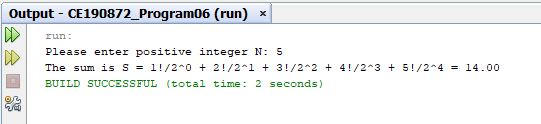 Output - CE190872_Program06 (run) ×
run:
Please enter positive integer N: 5
The sum is S = 1!/2^0 + 2!/2^1 + 3!/2^2 + 4!/2^3 + 5!/2^4 = 14.00
BUILD SUCCESSFUL (total time: 2 seconds)